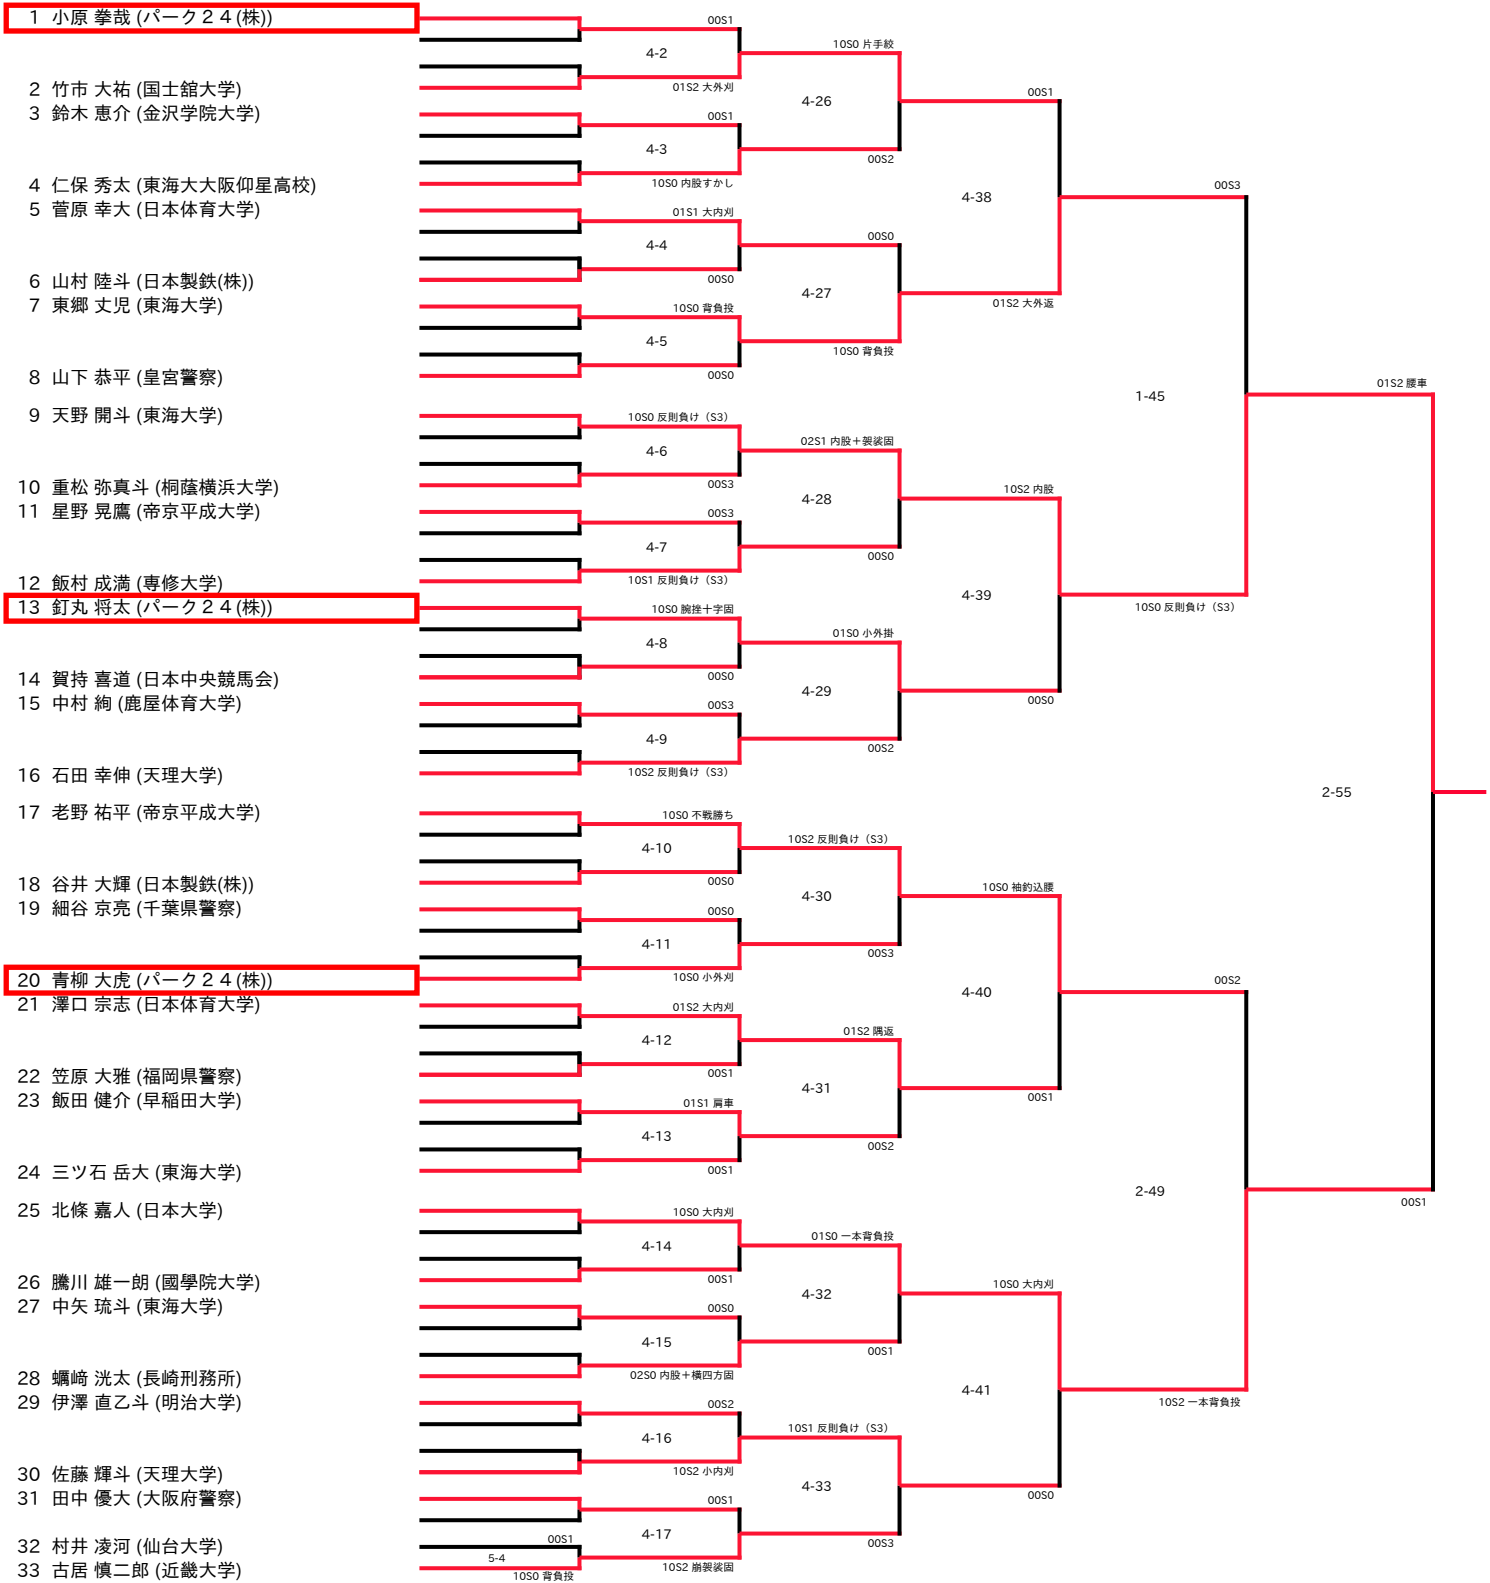 1 小原 拳哉 (パーク２４(株))
2 竹市 大祐 (国士舘大学)
3 鈴木 恵介 (金沢学院大学)
4 仁保 秀太 (東海大大阪仰星高校)
5 菅原 幸大 (日本体育大学)
6 山村 陸斗 (日本製鉄(株))
7 東郷 丈児 (東海大学)
8 山下 恭平 (皇宮警察)
9 天野 開斗 (東海大学)
10 重松 弥真斗 (桐蔭横浜大学)
11 星野 晃鷹 (帝京平成大学)
12 飯村 成満 (専修大学)
13 釘丸 将太 (パーク２４(株))
14 賀持 喜道 (日本中央競馬会)
15 中村 絢 (鹿屋体育大学)
16 石田 幸伸 (天理大学)
17 老野 祐平 (帝京平成大学)
18 谷井 大輝 (日本製鉄(株))
19 細谷 京亮 (千葉県警察)
20 青柳 大虎 (パーク２４(株))
21 澤口 宗志 (日本体育大学)
22 笠原 大雅 (福岡県警察)
23 飯田 健介 (早稲田大学)
24 三ツ石 岳大 (東海大学)
25 北條 嘉人 (日本大学)
26 騰川 雄一朗 (國學院大学)
27 中矢 琉斗 (東海大学)
28 蠣﨑 洸太 (長崎刑務所)
29 伊澤 直乙斗 (明治大学)
30 佐藤 輝斗 (天理大学)
31 田中 優大 (大阪府警察)
32 村井 凌河 (仙台大学)
33 古居 慎二郎 (近畿大学)
00S1
5-4
10S0 背負投
00S1
4-2
01S2 大外刈
00S1
4-3
10S0 内股すかし
01S1 大内刈
4-4
00S0
10S0 背負投
4-5
00S0
10S0 反則負け（S3）
4-6
00S3
00S3
4-7
10S1 反則負け（S3）
10S0 腕挫十字固
4-8
00S0
00S3
4-9
10S2 反則負け（S3）
10S0 不戦勝ち
4-10
00S0
00S0
4-11
10S0 小外刈
01S2 大内刈
4-12
00S1
01S1 肩車
4-13
00S1
10S0 大内刈
4-14
00S1
00S0
4-15
02S0 内股＋横四方固
00S2
4-16
10S2 小内刈
00S1
4-17
10S2 崩袈裟固
10S0 片手絞
4-26
00S2
00S0
4-27
10S0 背負投
02S1 内股＋袈裟固
4-28
00S0
01S0 小外掛
4-29
00S2
10S2 反則負け（S3）
4-30
00S3
01S2 隅返
4-31
00S2
01S0 一本背負投
4-32
00S1
10S1 反則負け（S3）
4-33
00S3
00S1
4-38
01S2 大外返
10S2 内股
4-39
00S0
10S0 袖釣込腰
4-40
00S1
10S0 大内刈
4-41
00S0
00S3
1-45
10S0 反則負け（S3）
00S2
2-49
10S2 一本背負投
01S2 腰車
2-55
00S1